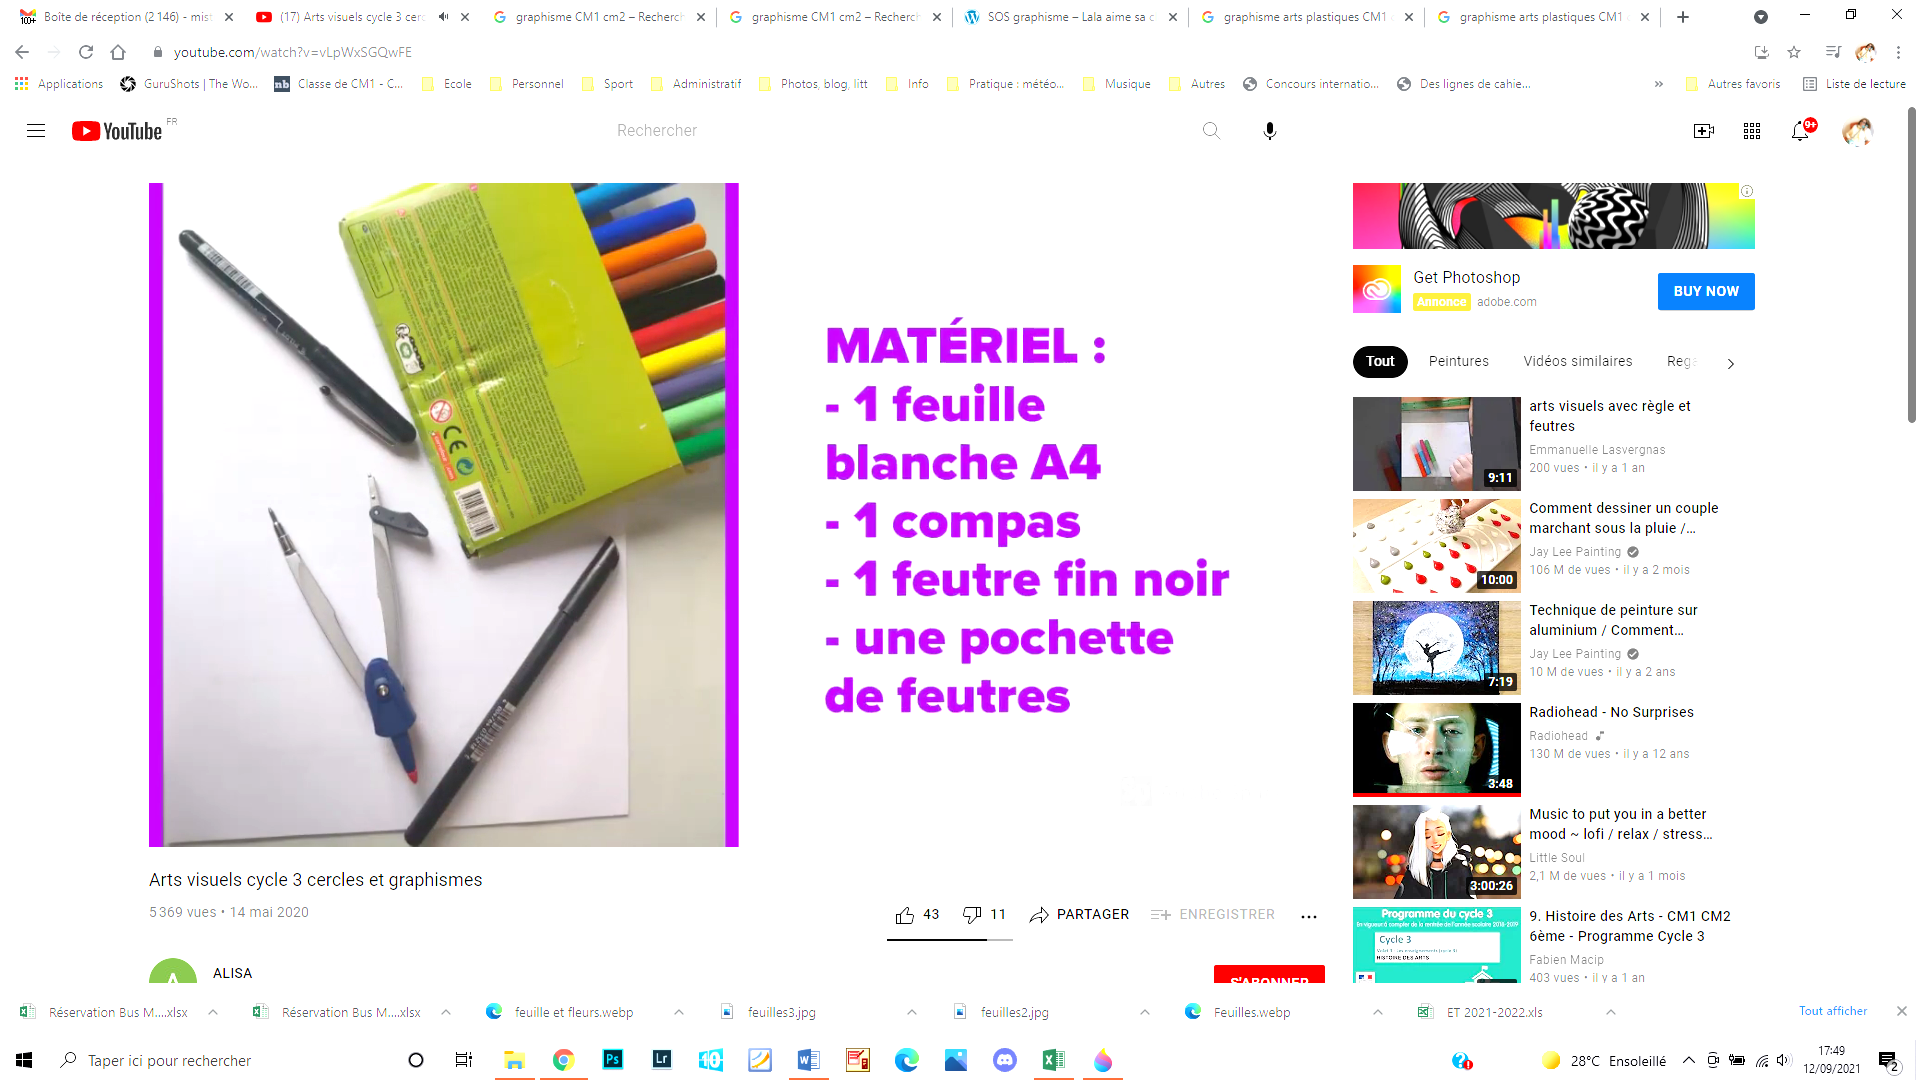 Boîte de réception (2 146) - mist
(17) Arts visuels cycle 3 cerc
graphisme CM1 cm2 – Recherch
graphisme CM1 cm2 – Recherch
SOS graphisme – Lala aime sa c
graphisme arts plastiques CM1 c
graphisme arts plastiques CM1 c
youtube.com/watch?v=vLpWxSGQwFE
Applications
GuruShots | The Wo...
Classe de CM1 - C...
Ecole
Personnel
Sport
Administratif
Photos, blog, litt
Info
Pratique : météo...
Musique
Autres
Concours internatio...
Des lignes de cahie...
»
Autres favoris
Liste de lecture
YouTube FR
Rechercher
9+
MATÉRIEL :
- 1 feuille
blanche A4
- 1 compas
- 1 feutre fin noir
- une pochette
de feutres
Arts visuels cycle 3 cercles et graphismes
5 369 vues • 14 mai 2020
43
11
PARTAGER
ENREGISTRER
A
ALISA
S'ABONNER
Get Photoshop
Annonce adobe.com
BUY NOW
Tout
Peintures
Vidéos similaires
Rega
arts visuels avec règle et
feutres
Emmanuelle Lasvergnas
200 vues • il y a 1 an
9:11
Comment dessiner un couple
marchant sous la pluie /...
Jay Lee Painting
106 M de vues • il y a 2 mois
10:00
Technique de peinture sur
aluminium / Comment...
Jay Lee Painting
10 M de vues • il y a 2 ans
7:19
Radiohead - No Surprises
Radiohead
130 M de vues • il y a 12 ans
3:48
Music to put you in a better
mood ~ lofi / relax / stress...
Little Soul
2,1 M de vues • il y a 1 mois
3:00:26
Programme du cycle 3
Cycle 3
HISTOIRE DES ARTS
9. Histoire des Arts - CM1 CM2
6ème - Programme Cycle 3
Fabien Macip
403 vues • il y a 1 an
Réservation Bus M....xlsx
Réservation Bus M....xlsx
feuille et fleurs.webp
feuilles3.jpg
feuilles2.jpg
Feuilles.webp
ET 2021-2022.xls
Tout afficher
Taper ici pour rechercher
28°C Ensoleillé
17:49
12/09/2021
2